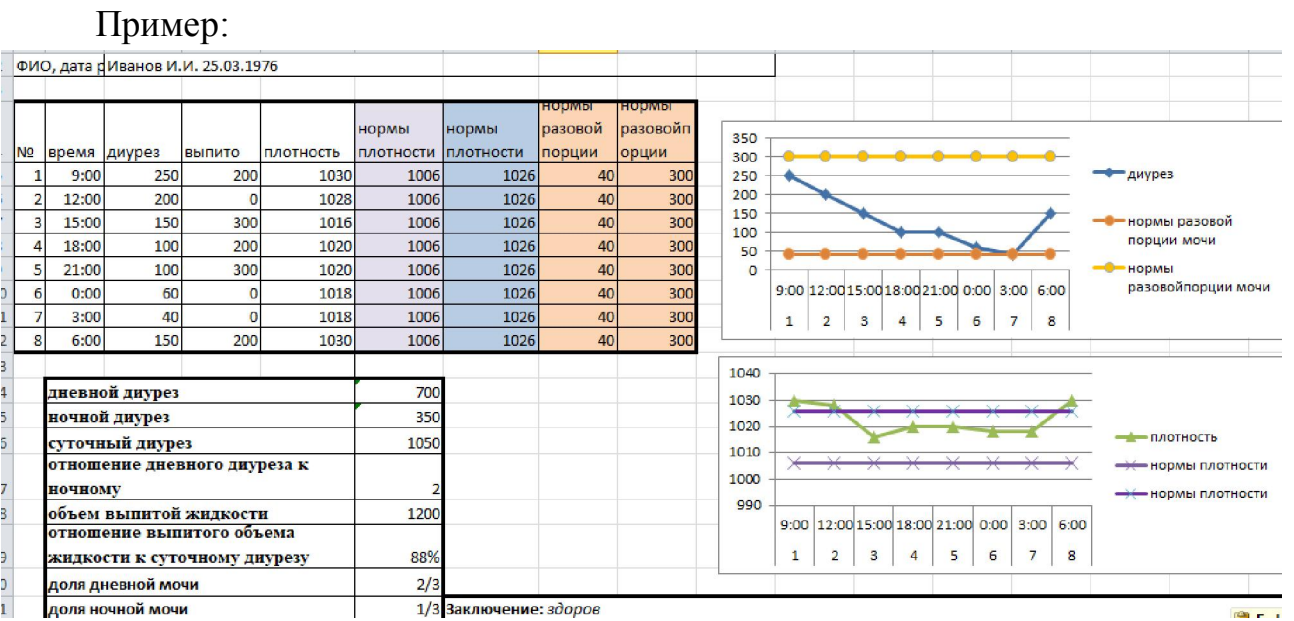 Пример:
ФИО, дата р Иванов И.И. 25.03.1976
№ время диурез выпито плотность нормы плотности нормы плотности нормы разовой порции нормы разовойп орции
1 9:00 250 200 1030 1006 1026 40 300
2 12:00 200 0 1028 1006 1026 40 300
3 15:00 150 300 1016 1006 1026 40 300
4 18:00 100 200 1020 1006 1026 40 300
5 21:00 100 300 1020 1006 1026 40 300
6 0:00 60 0 1018 1006 1026 40 300
7 3:00 40 0 1018 1006 1026 40 300
8 6:00 150 200 1030 1006 1026 40 300
дневной диурез 700
ночной диурез 350
суточный диурез 1050
отношение дневного диуреза к
ночному 2
объем выпитой жидкости 1200
отношение выпитого объема
жидкости к суточному диурезу 88%
доля дневной мочи 2/3
доля ночной мочи 1/3 Заключение: здоров
350
300
250
200
150
100
50
0
9:00 12:00 15:00 18:00 21:00 0:00 3:00 6:00
1 2 3 4 5 6 7 8
диурез
нормы разовой
порции мочи
нормы
разовойпорции мочи
1040
1030
1020
1010
1000
990
9:00 12:00 15:00 18:00 21:00 0:00 3:00 6:00
1 2 3 4 5 6 7 8
плотность
нормы плотности
нормы плотности